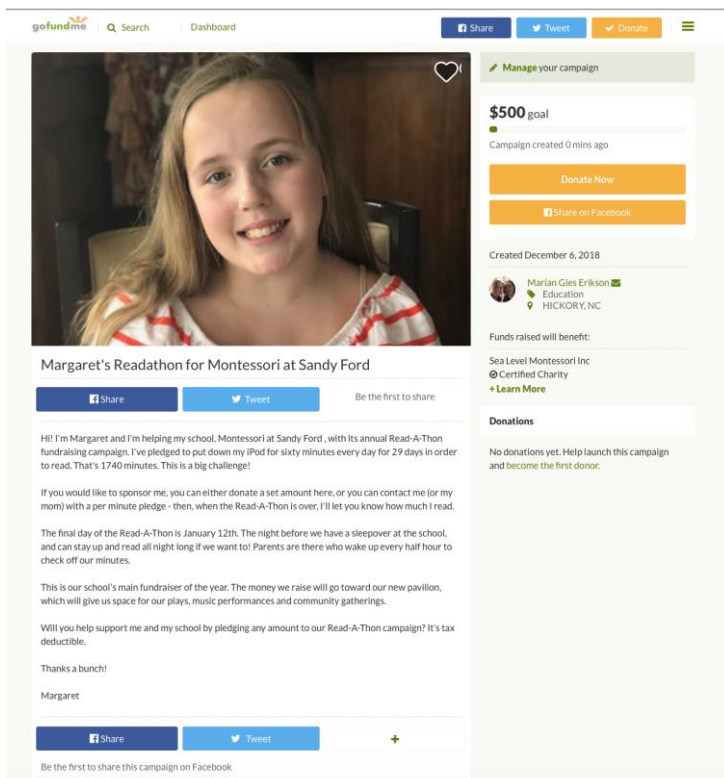 gofundme Search Dashboard Share Tweet Donate
Manage your campaign
$500 goal
Campaign created 0 mins ago
Donate Now
Share on Facebook
Created December 6, 2018
Marian Gies Erikson
Education
HICKORY, NC
Funds raised will benefit:
Sea Level Montessori Inc
Certified Charity
+ Learn More
Donations
No donations yet. Help launch this campaign
and become the first donor.
Margaret's Readathon for Montessori at Sandy Ford
Share Tweet Be the first to share
Hi! I'm Margaret and I'm helping my school, Montessori at Sandy Ford , with its annual Read-A-Thon
fundraising campaign. I've pledged to put down my iPod for sixty minutes every day for 29 days in order
to read. That's 1740 minutes. This is a big challenge!
If you would like to sponsor me, you can either donate a set amount here, or you can contact me (or my
mom) with a per minute pledge - then, when the Read-A-Thon is over, I'll let you know how much I read.
The final day of the Read-A-Thon is January 12th. The night before we have a sleepover at the school,
and can stay up and read all night long if we want to! Parents are there who wake up every half hour to
check off our minutes.
This is our school's main fundraiser of the year. The money we raise will go toward our new pavilion,
which will give us space for our plays, music performances and community gatherings.
Will you help support me and my school by pledging any amount to our Read-A-Thon campaign? It's tax
deductible.
Thanks a bunch!
Margaret
Share Tweet +
Be the first to share this campaign on Facebook